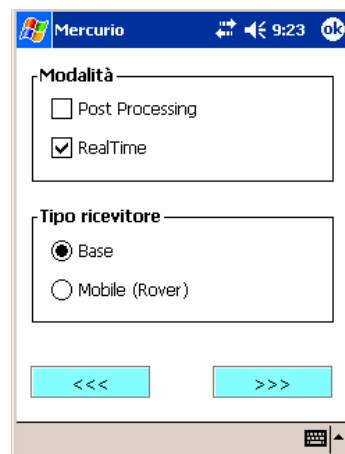 Mercurio 9:23 ok
Modalità
Post Processing
RealTime
Tipo ricevitore
Base
Mobile (Rover)
<<< >>>